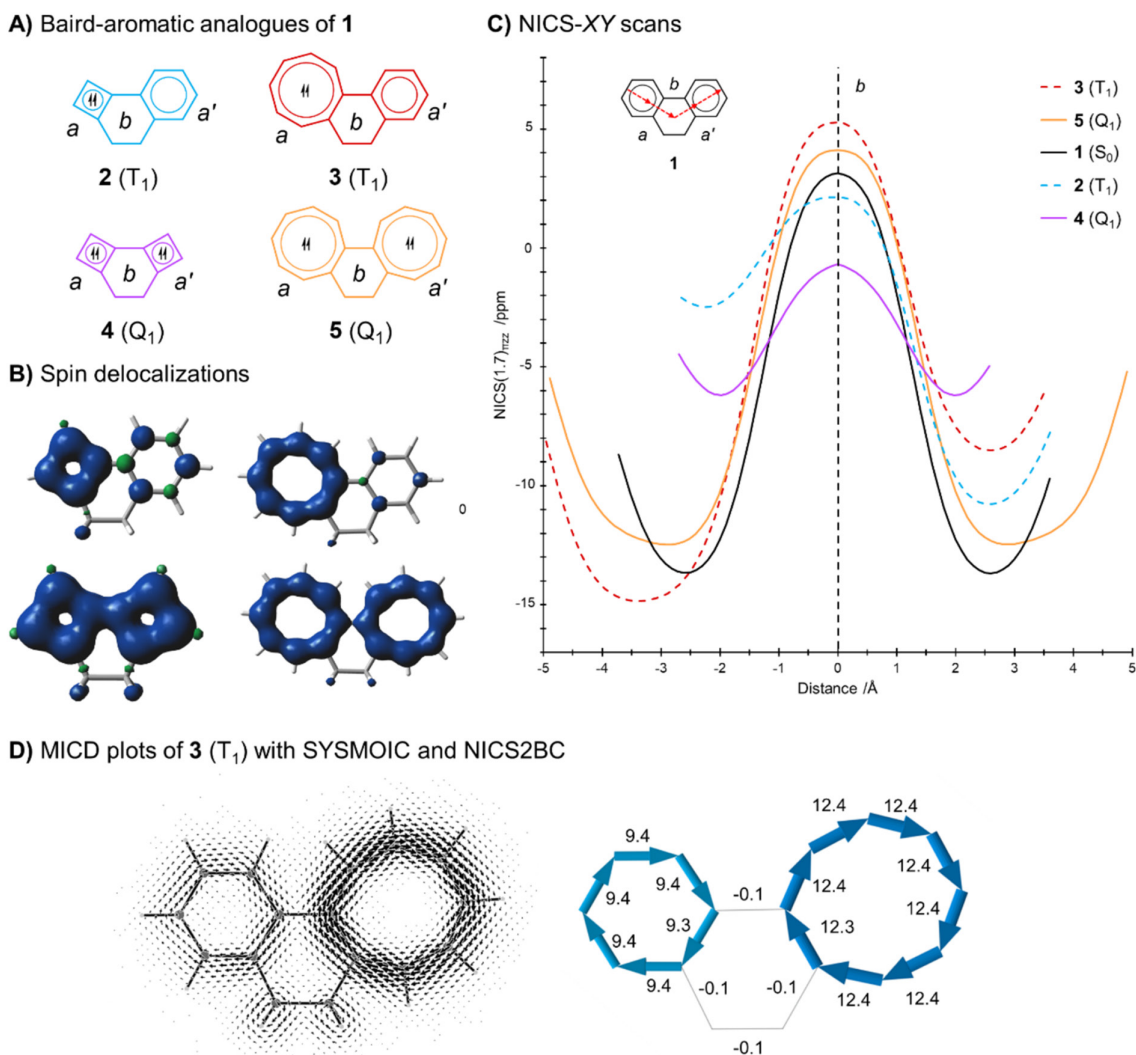 A) Baird-aromatic analogues of 1
a b a′
2 (T₁)
a b a′
3 (T₁)
a b a′
4 (Q₁)
a b a′
5 (Q₁)
B) Spin delocalizations
0
C) NICS-XY scans
b
a a′
1
b
3 (T₁)
5 (Q₁)
1 (S₀)
2 (T₁)
4 (Q₁)
NICS(1.7)πzz /ppm
5
0
-5
-10
-15
-5 -4 -3 -2 -1 0 1 2 3 4 5
Distance /Å
D) MICD plots of 3 (T₁) with SYSMOIC and NICS2BC
12.4 12.4
9.4 12.4 12.4
9.4 9.4 -0.1 12.4 12.4
9.4 9.3 12.3
9.4 -0.1 -0.1 12.4 12.4
-0.1